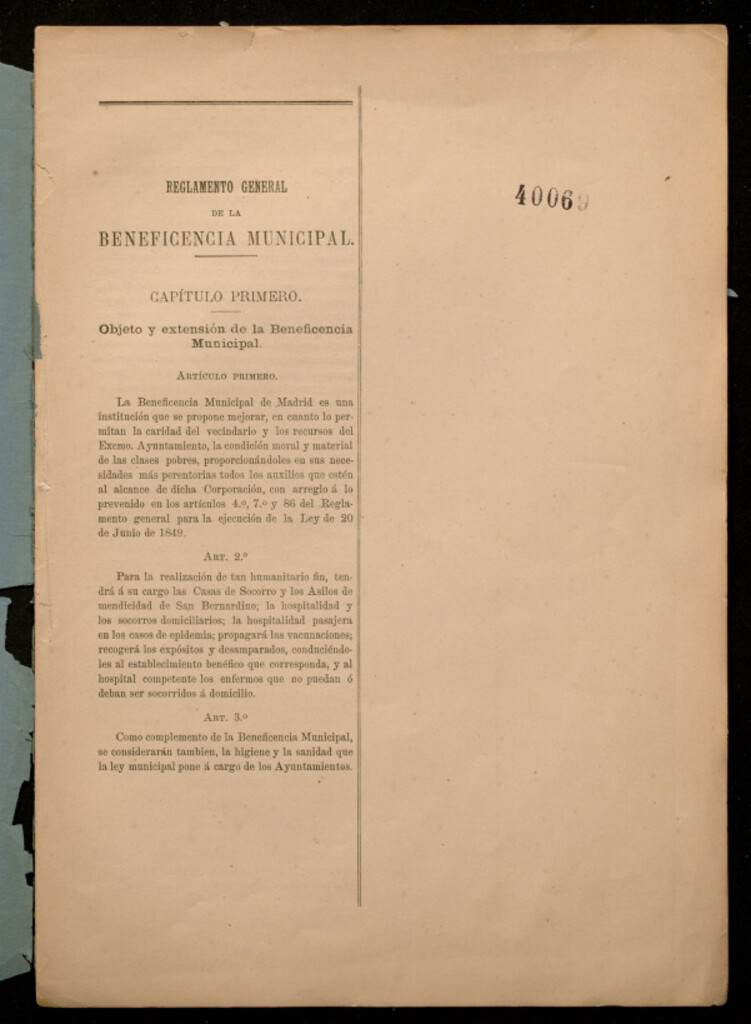 REGLAMENTO GENERAL
DE LA
BENEFICENCIA MUNICIPAL.
CAPÍTULO PRIMERO.
Objeto y extensión de la Beneficencia
Municipal.
ARTÍCULO PRIMERO.
La Beneficencia Municipal de Madrid es una
institución que se propone mejorar, en cuanto lo per-
mitan la caridad del vecindario y los recursos del
Excmo. Ayuntamiento, la condición moral y material
de las clases pobres, proporcionándoles en sus nece-
sidades más perentorias todos los auxilios que estén
al alcance de dicha Corporación, con arreglo á lo
prevenido en los artículos 4.º, 7.º y 86 del Regla-
mento general para la ejecución de la Ley de 20
de Junio de 1849.
ART. 2.º
Para la realización de tan humanitario fin, ten-
drá á su cargo las Casas de Socorro y los Asilos de
mendicidad de San Bernardino; la hospitalidad y
los socorros domiciliarios; la hospitalidad pasajera
en los casos de epidemia; propagará las vacunaciones;
recogerá los expósitos y desamparados, conduciéndo-
les al establecimiento benéfico que corresponda, y al
hospital competente los enfermos que no puedan ó
deban ser socorridos á domicilio.
ART. 3.º
Como complemento de la Beneficencia Municipal,
se considerarán tambien, la higiene y la sanidad que
la ley municipal pone á cargo de los Ayuntamientos.
40069